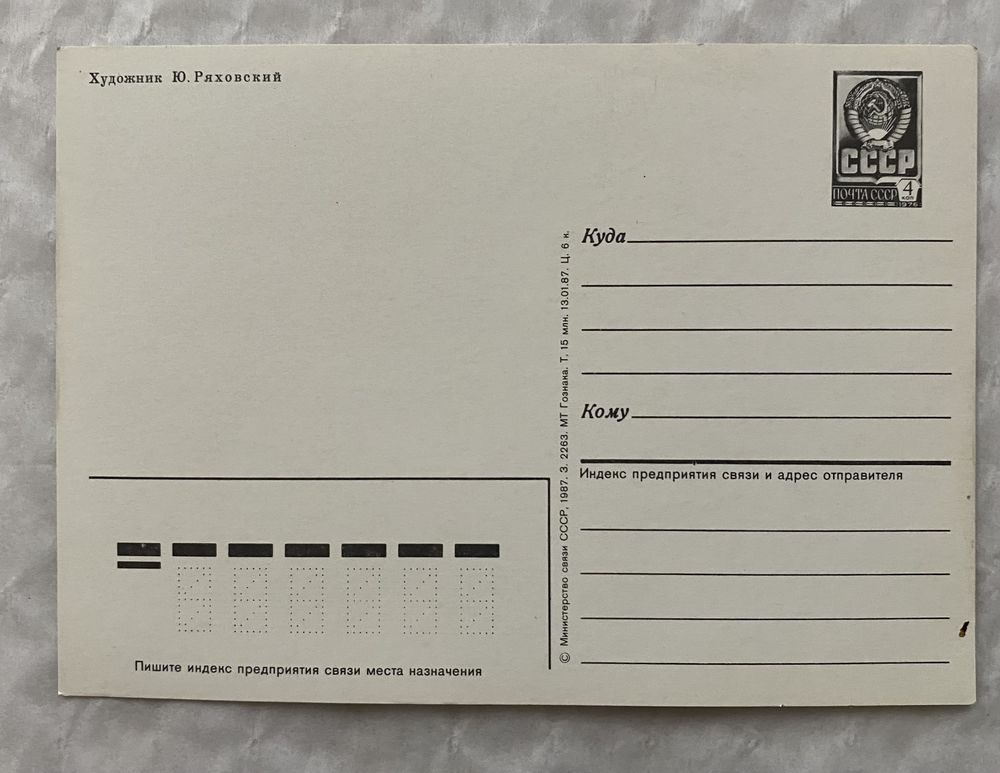 Художник Ю. Ряховский
СССР
ПОЧТА СССР 4 КОП
1976
Куда
Кому
© Министерство связи СССР, 1987. З. 2263. МТ Гознака. Т. 15 млн. 13.01.87. Ц. 6 к.
Индекс предприятия связи и адрес отправителя
Пишите индекс предприятия связи места назначения